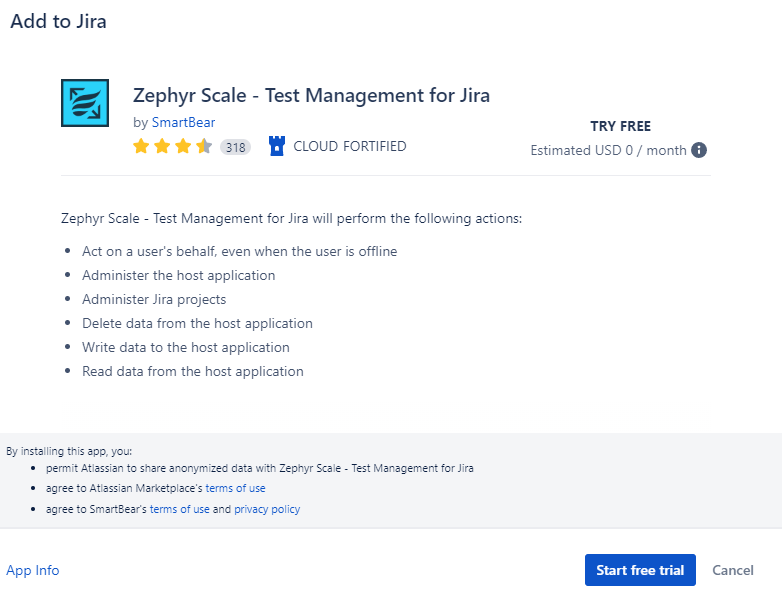 Add to Jira
Zephyr Scale - Test Management for Jira
by SmartBear
318
CLOUD FORTIFIED
TRY FREE
Estimated USD 0 / month
Zephyr Scale - Test Management for Jira will perform the following actions:
Act on a user's behalf, even when the user is offline
Administer the host application
Administer Jira projects
Delete data from the host application
Write data to the host application
Read data from the host application
By installing this app, you:
permit Atlassian to share anonymized data with Zephyr Scale - Test Management for Jira
agree to Atlassian Marketplace's terms of use
agree to SmartBear's terms of use and privacy policy
App Info
Start free trial
Cancel